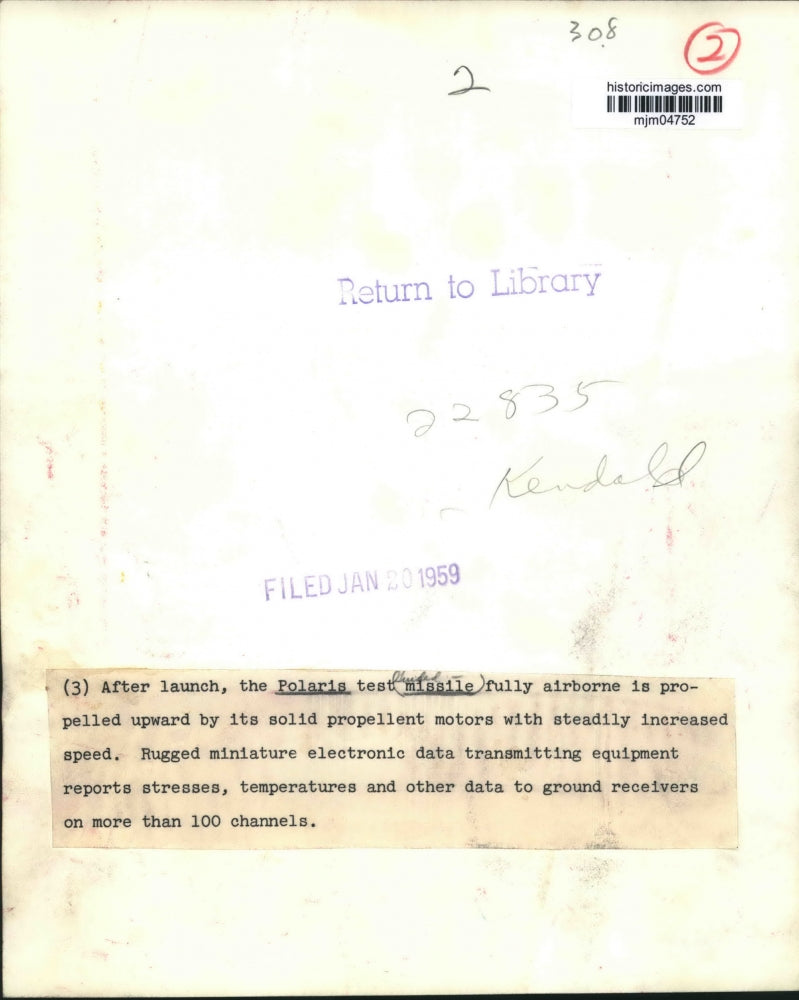 308
2
2
historicimages.com
mjm04752
Return to Library
22835
Kendall
FILED JAN 20 1959
Guided
(3) After launch, the Polaris test (missile) fully airborne is pro-
pelled upward by its solid propellent motors with steadily increased
speed. Rugged miniature electronic data transmitting equipment
reports stresses, temperatures and other data to ground receivers
on more than 100 channels.